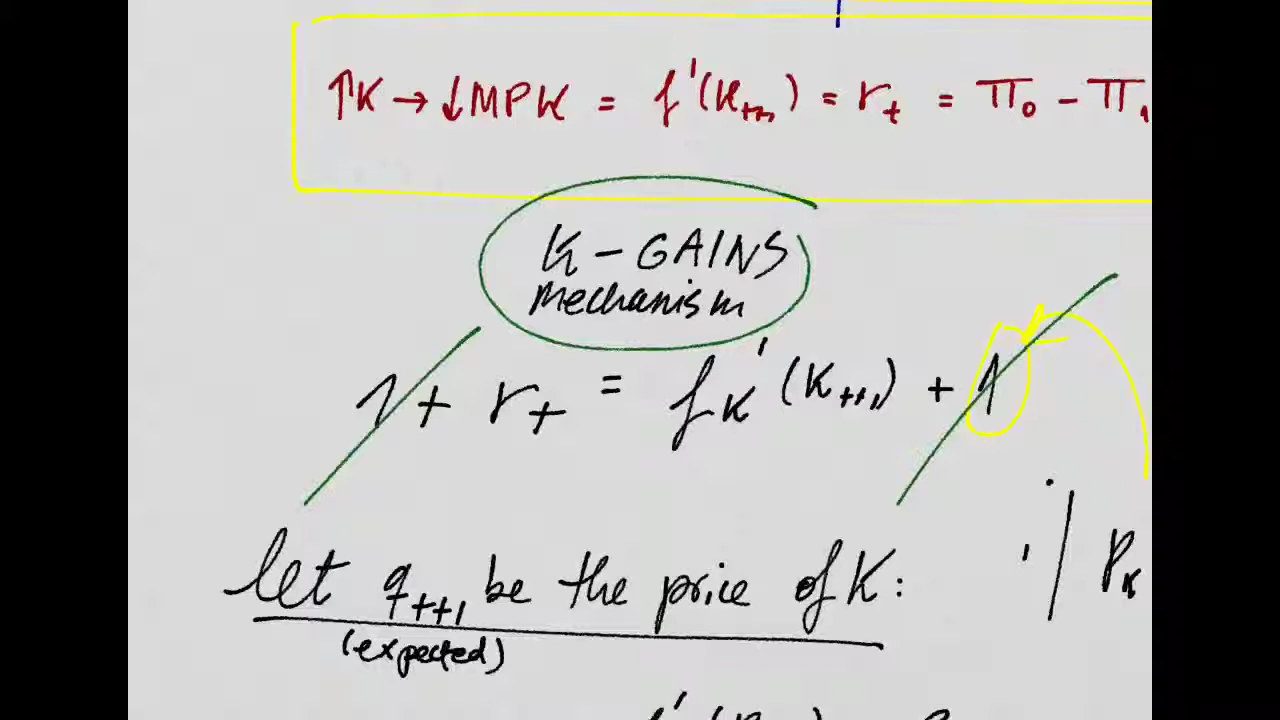 ↑K → ↓MPK = f'(K_{t+1}) = r_t = π_0 - π_1
K-GAINS
Mechanism
1 + r_t = f_K'(K_{t+1}) + 1
let q_{t+1} be the price of K: P_K
(expected)